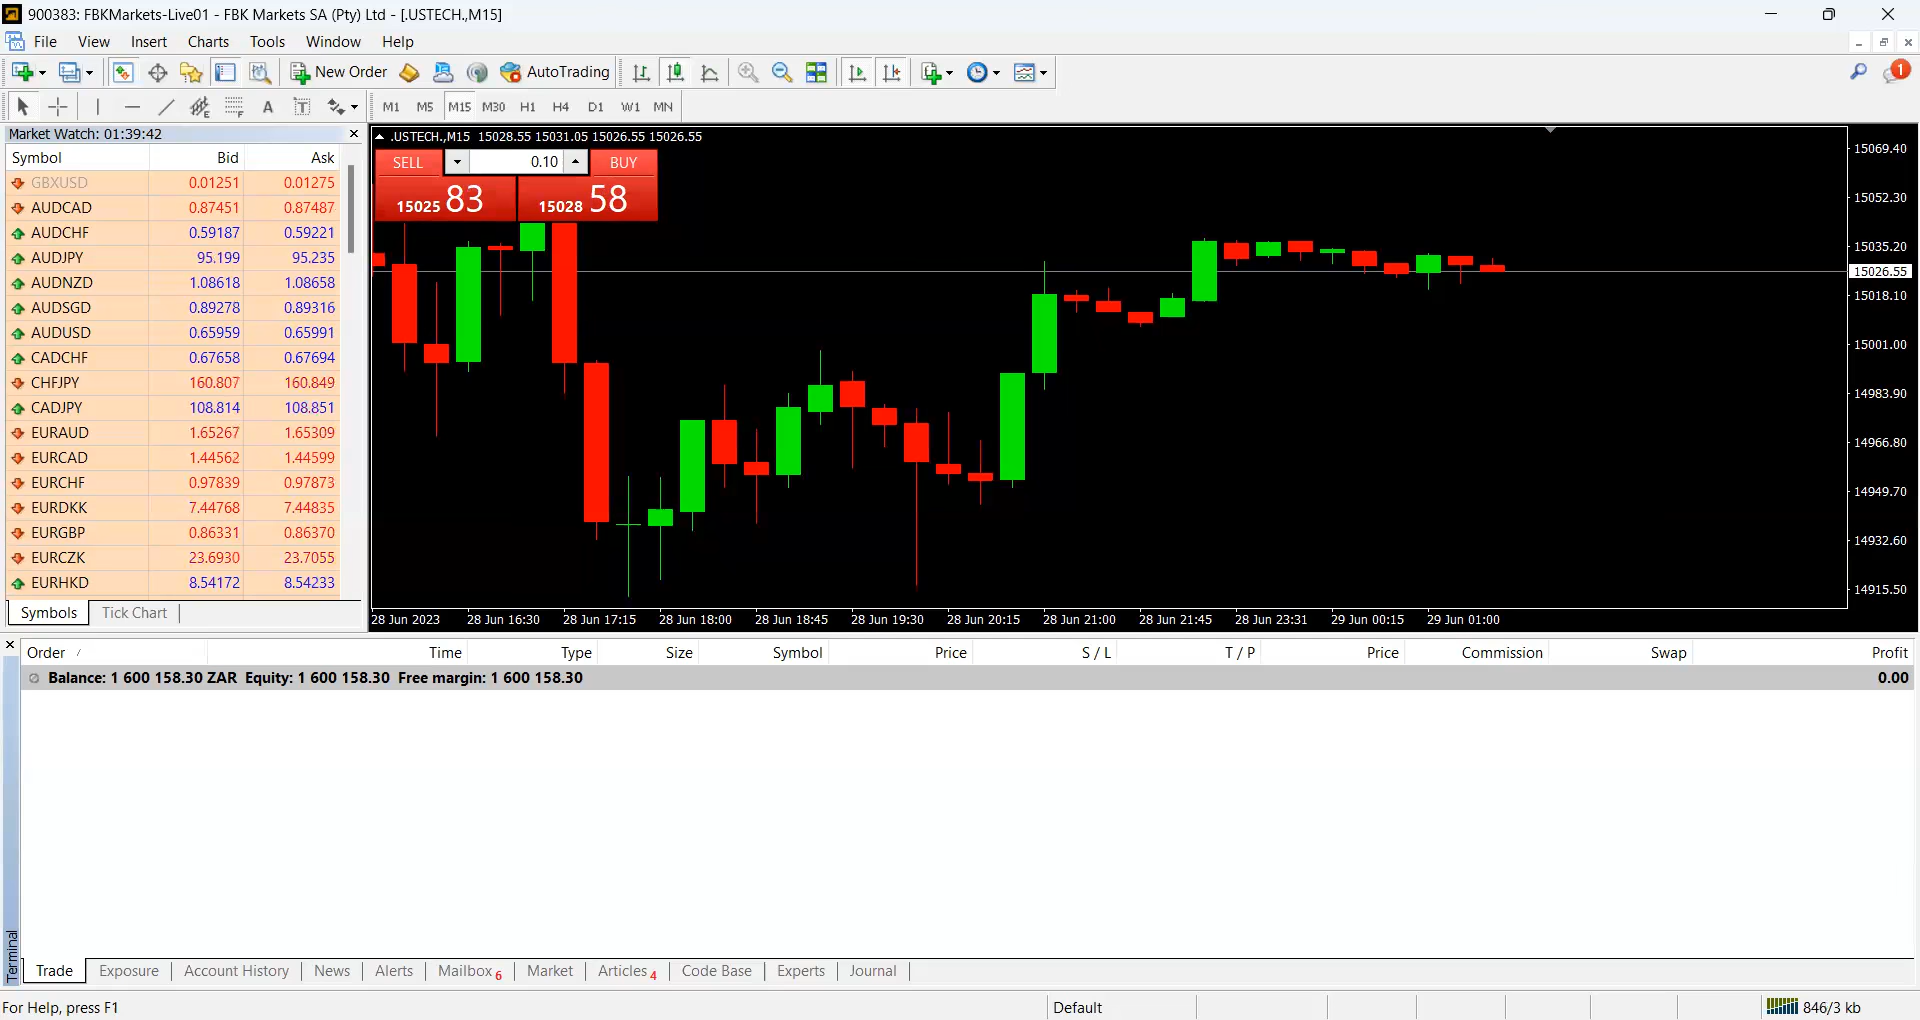 900383: FBKMarkets-Live01 - FBK Markets SA (Pty) Ltd - [.USTECH.,M15]
File View Insert Charts Tools Window Help
New Order AutoTrading 1
E F A T M1 M5 M15 M30 H1 H4 D1 W1 MN
Market Watch: 01:39:42
Symbol Bid Ask
GBXUSD 0.01251 0.01275
AUDCAD 0.87451 0.87487
AUDCHF 0.59187 0.59221
AUDJPY 95.199 95.235
AUDNZD 1.08618 1.08658
AUDSGD 0.89278 0.89316
AUDUSD 0.65959 0.65991
CADCHF 0.67658 0.67694
CHFJPY 160.807 160.849
CADJPY 108.814 108.851
EURAUD 1.65267 1.65309
EURCAD 1.44562 1.44599
EURCHF 0.97839 0.97873
EURDKK 7.44768 7.44835
EURGBP 0.86331 0.86370
EURCZK 23.6930 23.7055
EURHKD 8.54172 8.54233
Symbols Tick Chart
.USTECH.,M15 15028.55 15031.05 15026.55 15026.55
SELL 0.10 BUY
15025 83 15028 58
15069.40
15052.30
15035.20
15026.55
15018.10
15001.00
14983.90
14966.80
14949.70
14932.60
14915.50
28 Jun 2023 28 Jun 16:30 28 Jun 17:15 28 Jun 18:00 28 Jun 18:45 28 Jun 19:30 28 Jun 20:15 28 Jun 21:00 28 Jun 21:45 28 Jun 23:31 29 Jun 00:15 29 Jun 01:00
Order / Time Type Size Symbol Price S / L T / P Price Commission Swap Profit
Balance: 1 600 158.30 ZAR Equity: 1 600 158.30 Free margin: 1 600 158.30 0.00
Terminal
Trade Exposure Account History News Alerts Mailbox 6 Market Articles 4 Code Base Experts Journal
For Help, press F1 Default 846/3 kb